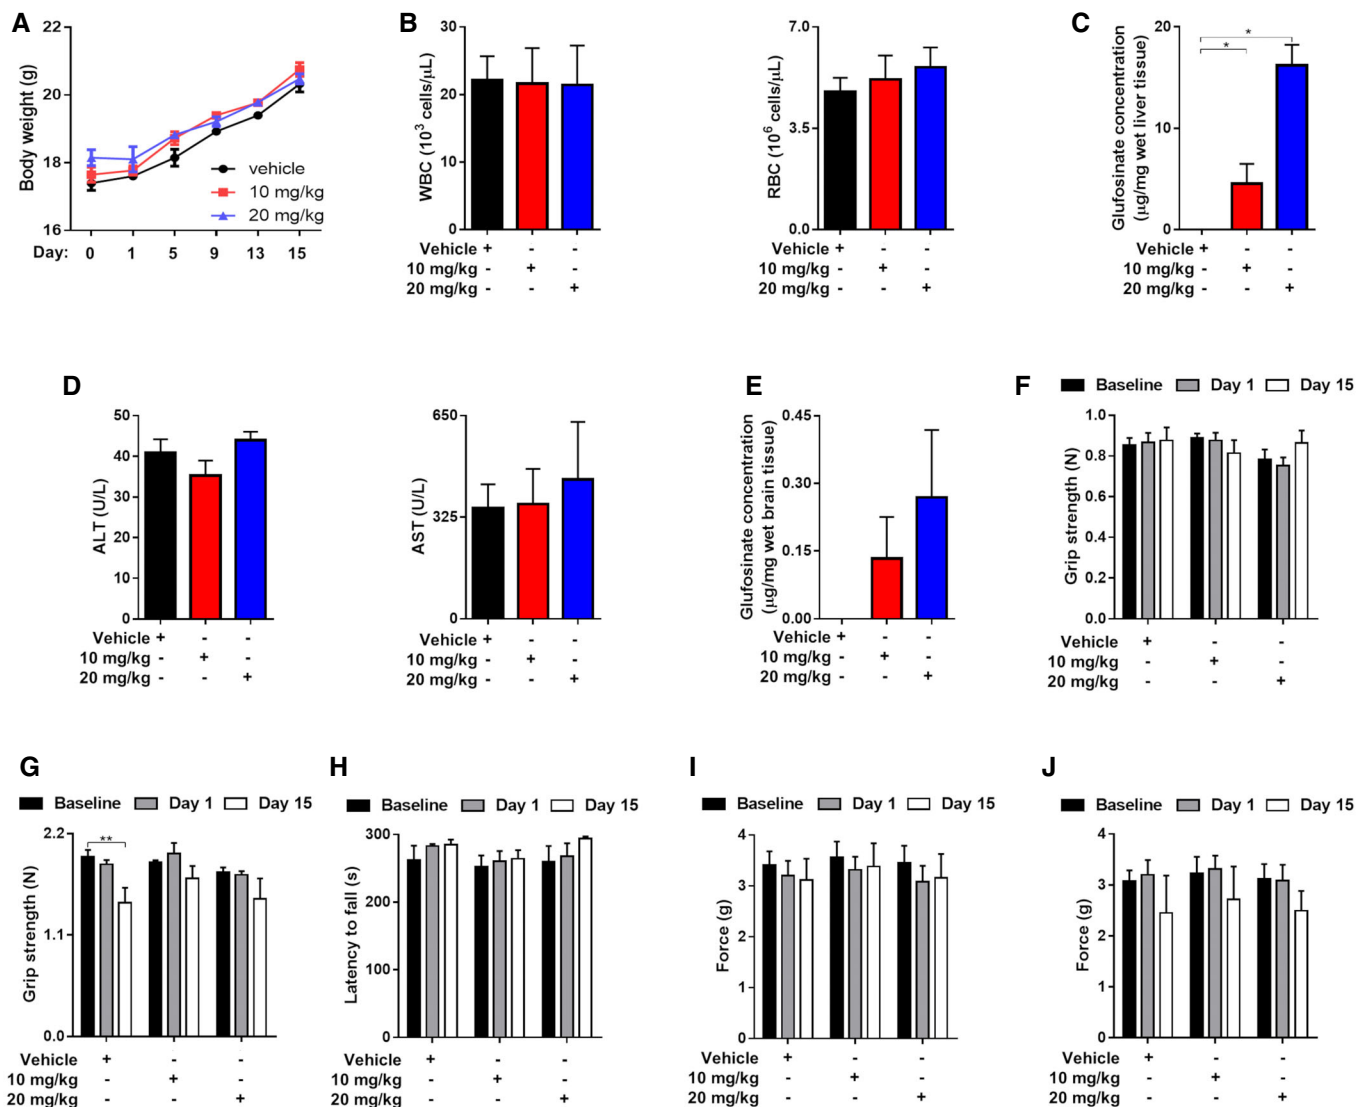 A
Body weight (g)
22
20
18
16
vehicle
10 mg/kg
20 mg/kg
Day: 0 1 5 9 13 15
B
WBC (10³ cells/µL)
30
20
10
0
Vehicle + - -
10 mg/kg - + -
20 mg/kg - - +
RBC (10⁶ cells/µL)
7.0
3.5
0.0
Vehicle + - -
10 mg/kg - + -
20 mg/kg - - +
C
Glufosinate concentration
(µg/mg wet liver tissue)
20
10
0
*
*
Vehicle + - -
10 mg/kg - + -
20 mg/kg - - +
D
ALT (U/L)
50
40
30
20
10
0
Vehicle + - -
10 mg/kg - + -
20 mg/kg - - +
AST (U/L)
650
325
0
Vehicle + - -
10 mg/kg - + -
20 mg/kg - - +
E
Glufosinate concentration
(µg/mg wet brain tissue)
0.45
0.30
0.15
0.00
Vehicle + - -
10 mg/kg - + -
20 mg/kg - - +
F
Baseline Day 1 Day 15
Grip strength (N)
1.0
0.8
0.6
0.4
0.2
0.0
Vehicle + - -
10 mg/kg - + -
20 mg/kg - - +
G
Baseline Day 1 Day 15
Grip strength (N)
2.2
1.1
0.0
**
Vehicle + - -
10 mg/kg - + -
20 mg/kg - - +
H
Baseline Day 1 Day 15
Latency to fall (s)
300
200
100
0
Vehicle + - -
10 mg/kg - + -
20 mg/kg - - +
I
Baseline Day 1 Day 15
Force (g)
4
3
2
1
0
Vehicle + - -
10 mg/kg - + -
20 mg/kg - - +
J
Baseline Day 1 Day 15
Force (g)
4
3
2
1
0
Vehicle + - -
10 mg/kg - + -
20 mg/kg - - +